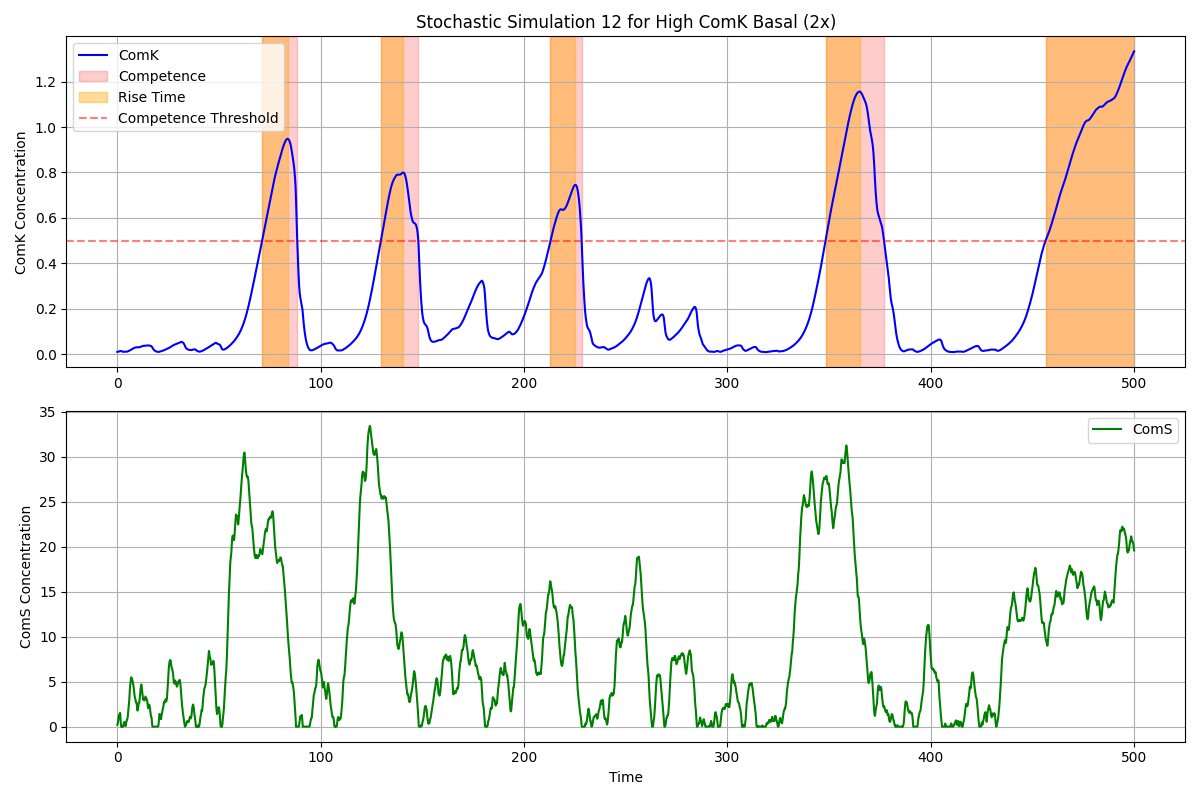 Stochastic Simulation 12 for High ComK Basal (2x)
ComK
Competence
Rise Time
Competence Threshold
ComK Concentration
1.2
1.0
0.8
0.6
0.4
0.2
0.0
0 100 200 300 400 500
ComS
ComS Concentration
35
30
25
20
15
10
5
0
0 100 200 300 400 500
Time